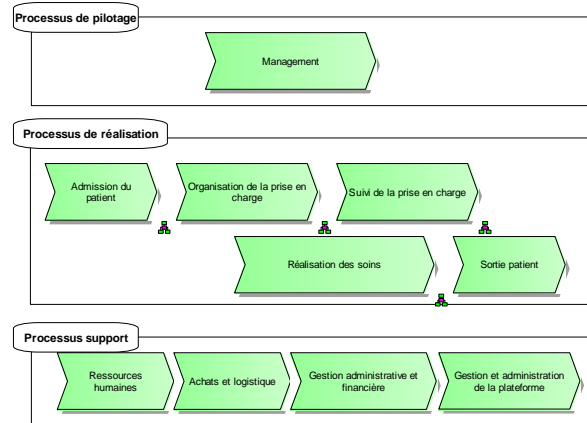 Processus de pilotage
Management
Processus de réalisation
Admission du
patient
Organisation de la prise en
charge
Suivi de la prise en charge
Réalisation des soins
Sortie patient
Processus support
Ressources
humaines
Achats et logistique
Gestion administrative et
financière
Gestion et administration
de la plateforme